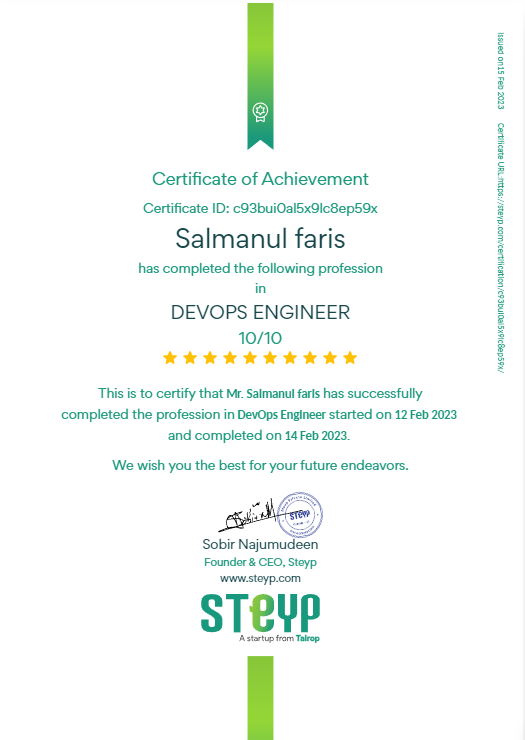 Certificate of Achievement
Certificate ID: c93bui0al5x9lc8ep59x
Salmanul faris
has completed the following profession
in
DEVOPS ENGINEER
10/10
This is to certify that Mr. Salmanul faris has successfully
completed the profession in DevOps Engineer started on 12 Feb 2023
and completed on 14 Feb 2023.
We wish you the best for your future endeavors.
steyp
Sobir Najumudeen
Founder & CEO, Steyp
www.steyp.com
STEYP
A startup from Talrop
Issued on15 Feb 2023 Certificate URL:https://steyp.com/certification/c93bui0al5x9lc8ep59x/